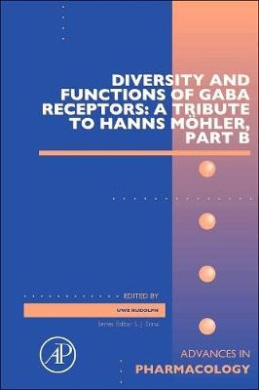 DIVERSITY AND
FUNCTIONS OF GABA
RECEPTORS: A TRIBUTE
TO HANNS MÖHLER,
PART B
EDITED BY
UWE RUDOLPH
Series Editor S. J. Enna
AP
ADVANCES IN
PHARMACOLOGY